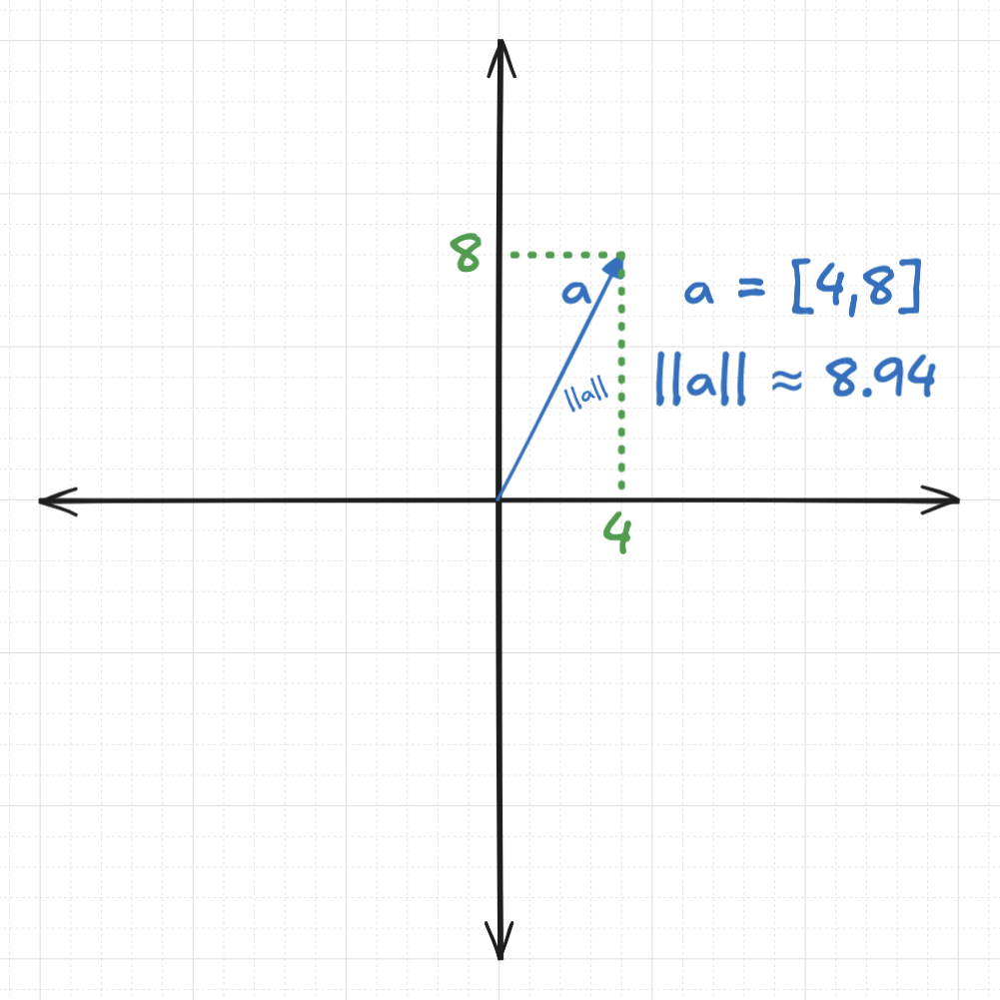 8
a
a = [4,8]
||a||
||a|| ≈ 8.94
4